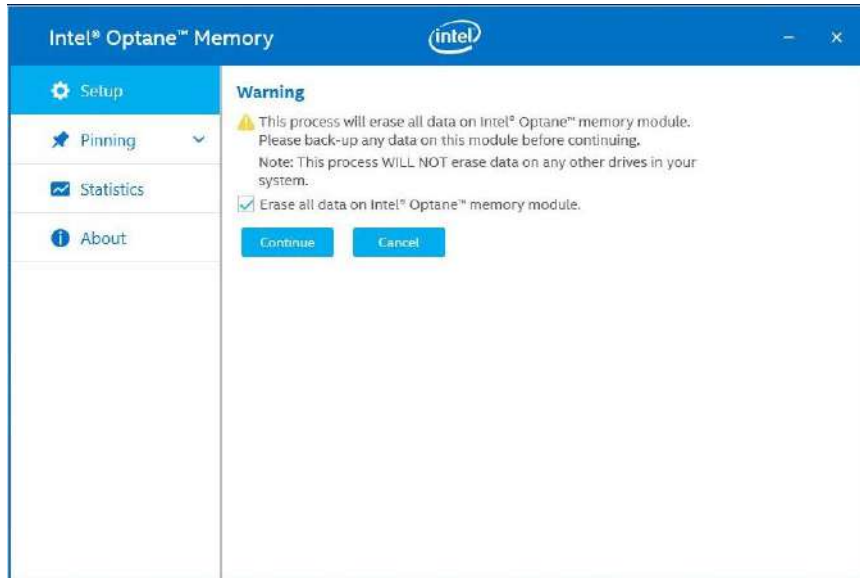 Intel® Optane™ Memory
intel
Setup
Pinning
Statistics
About
Warning
This process will erase all data on Intel® Optane™ memory module.
Please back-up any data on this module before continuing.
Note: This process WILL NOT erase data on any other drives in your
system.
Erase all data on Intel® Optane™ memory module.
Continue
Cancel